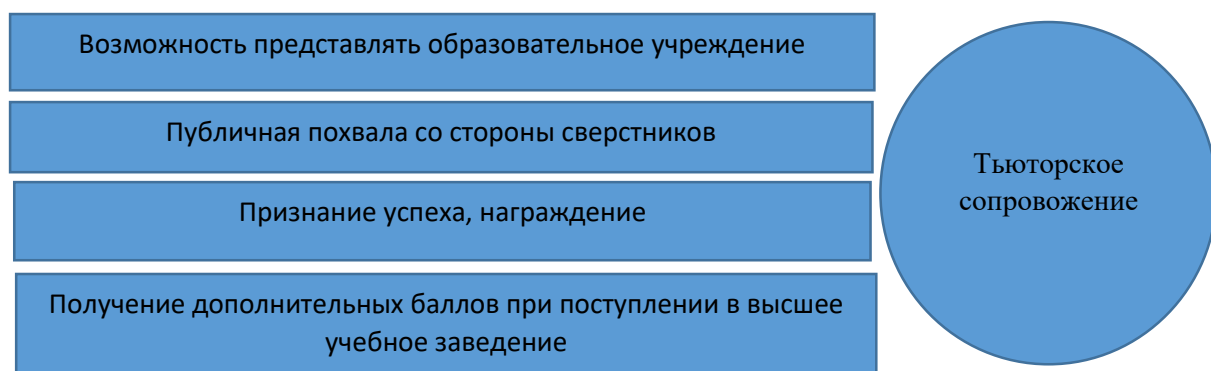 Возможность представлять образовательное учреждение
Публичная похвала со стороны сверстников
Признание успеха, награждение
Получение дополнительных баллов при поступлении в высшее
учебное заведение
Тьюторское
сопровожение